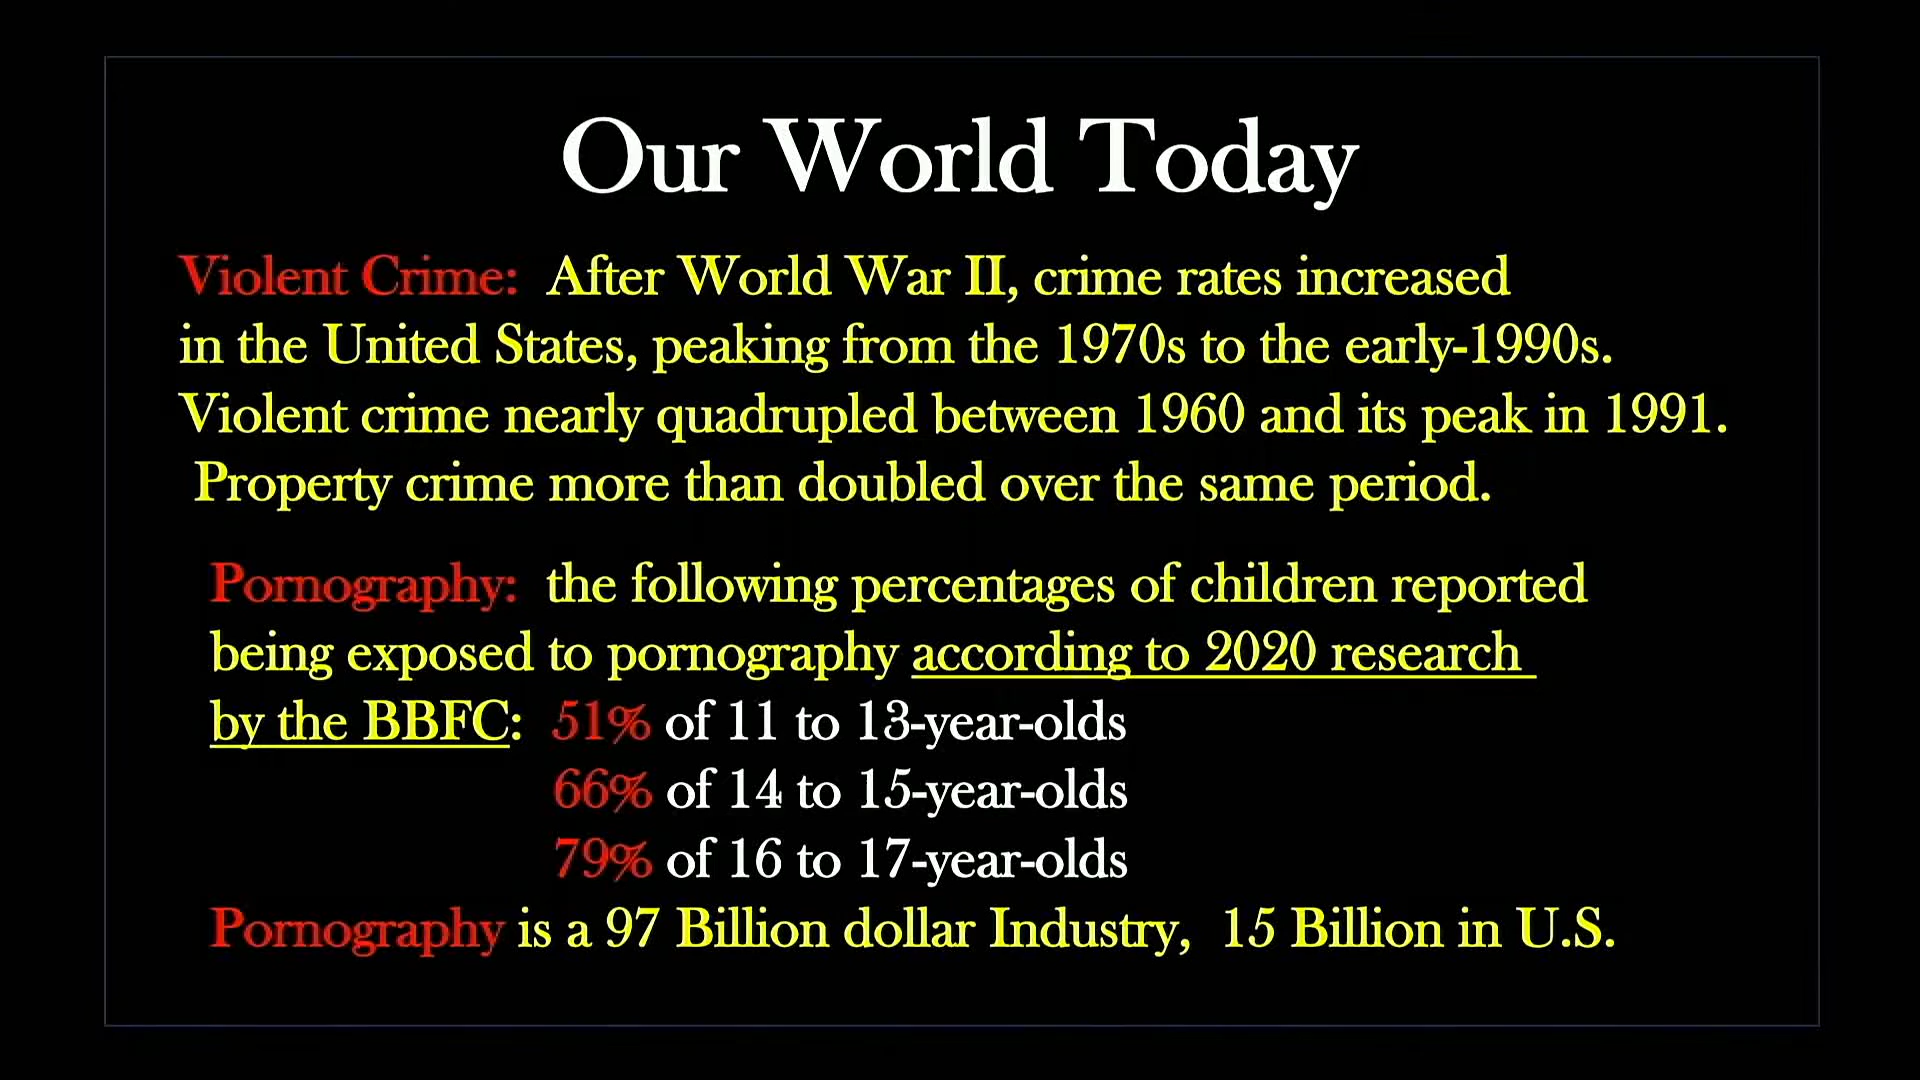 Our World Today
Violent Crime: After World War II, crime rates increased
in the United States, peaking from the 1970s to the early-1990s.
Violent crime nearly quadrupled between 1960 and its peak in 1991.
Property crime more than doubled over the same period.
Pornography: the following percentages of children reported
being exposed to pornography according to 2020 research
by the BBFC: 51% of 11 to 13-year-olds
66% of 14 to 15-year-olds
79% of 16 to 17-year-olds
Pornography is a 97 Billion dollar Industry, 15 Billion in U.S.